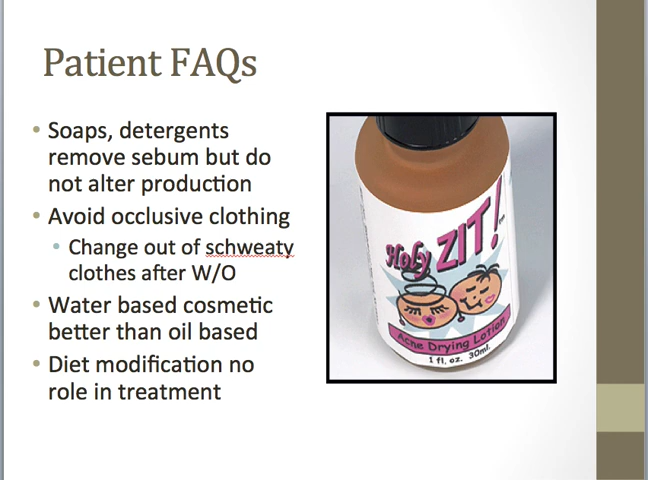 Patient FAQs
• Soaps, detergents
remove sebum but do
not alter production
• Avoid occlusive clothing
• Change out of schweaty
clothes after W/O
• Water based cosmetic
better than oil based
• Diet modification no
role in treatment
Holy ZIT!
Acne Drying Lotion
1 fl. oz. 30ml.